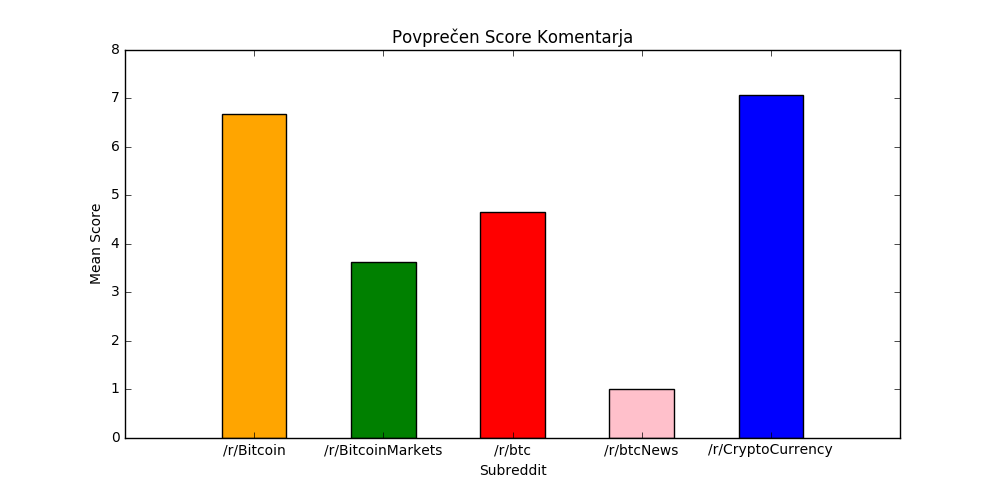 Povprečen Score Komentarja
8
7
6
5
4
3
2
1
0
Mean Score
/r/Bitcoin /r/BitcoinMarkets /r/btc /r/btcNews /r/CryptoCurrency
Subreddit